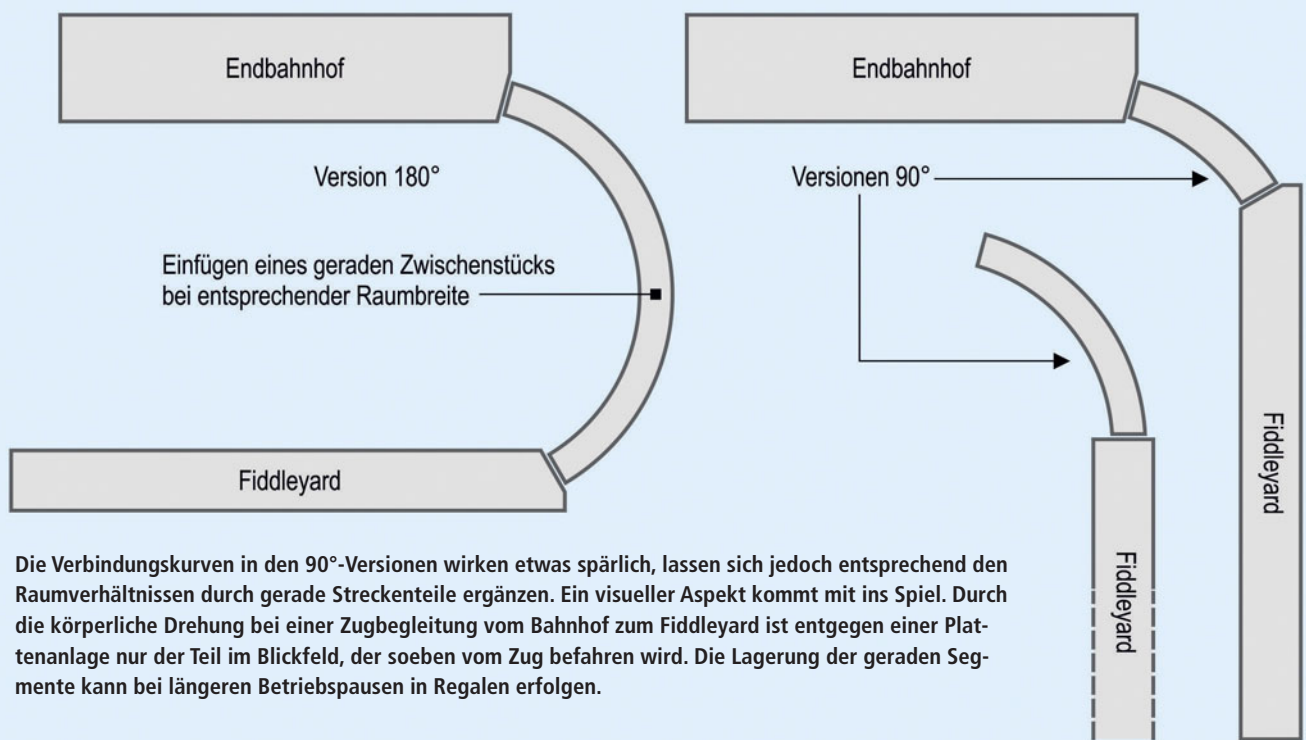 Endbahnhof
Version 180°
Einfügen eines geraden Zwischenstücks
bei entsprechender Raumbreite
Fiddleyard
Endbahnhof
Versionen 90°
Fiddleyard
Fiddleyard
Die Verbindungskurven in den 90°-Versionen wirken etwas spärlich, lassen sich jedoch entsprechend den
Raumverhältnissen durch gerade Streckenteile ergänzen. Ein visueller Aspekt kommt mit ins Spiel. Durch
die körperliche Drehung bei einer Zugbegleitung vom Bahnhof zum Fiddleyard ist entgegen einer Plat-
tenanlage nur der Teil im Blickfeld, der soeben vom Zug befahren wird. Die Lagerung der geraden Seg-
mente kann bei längeren Betriebspausen in Regalen erfolgen.